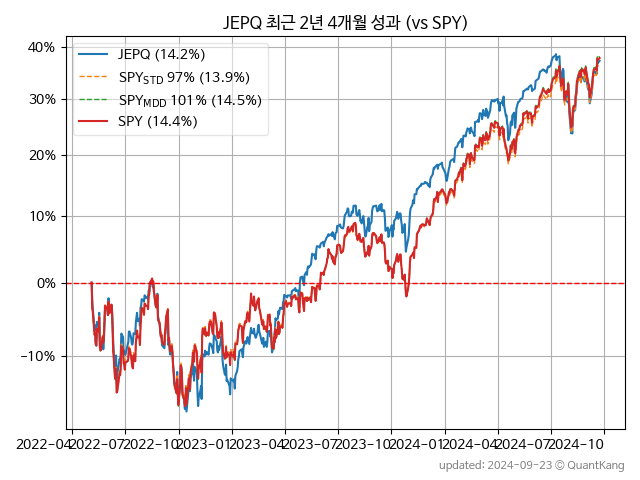 JEPQ 최근 2년 4개월 성과 (vs SPY)
JEPQ (14.2%)
SPYSTD 97% (13.9%)
SPYMDD 101% (14.5%)
SPY (14.4%)
40%
30%
20%
10%
0%
−10%
2022−04 2022−07 2022−10 2023−01 2023−04 2023−07 2023−10 2024−01 2024−04 2024−07 2024−10
updated: 2024-09-23 © QuantKang